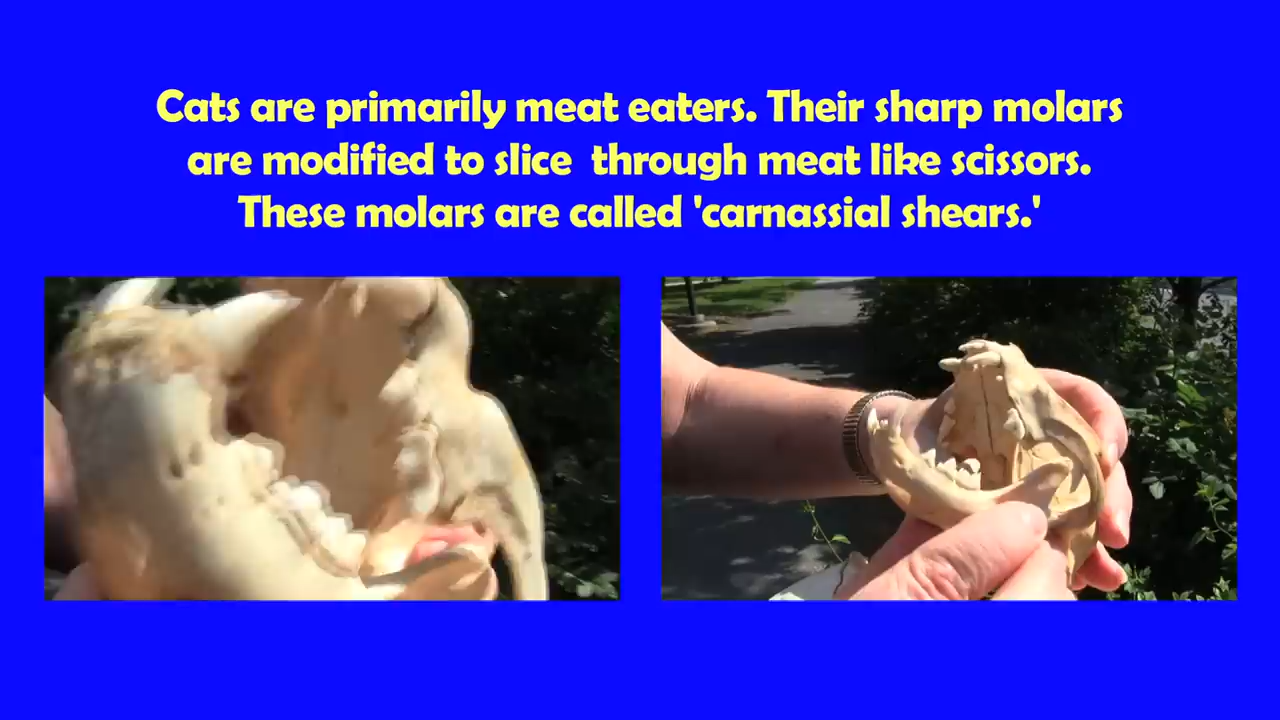 Cats are primarily meat eaters. Their sharp molars
are modified to slice  through meat like scissors.
These molars are called 'carnassial shears.'